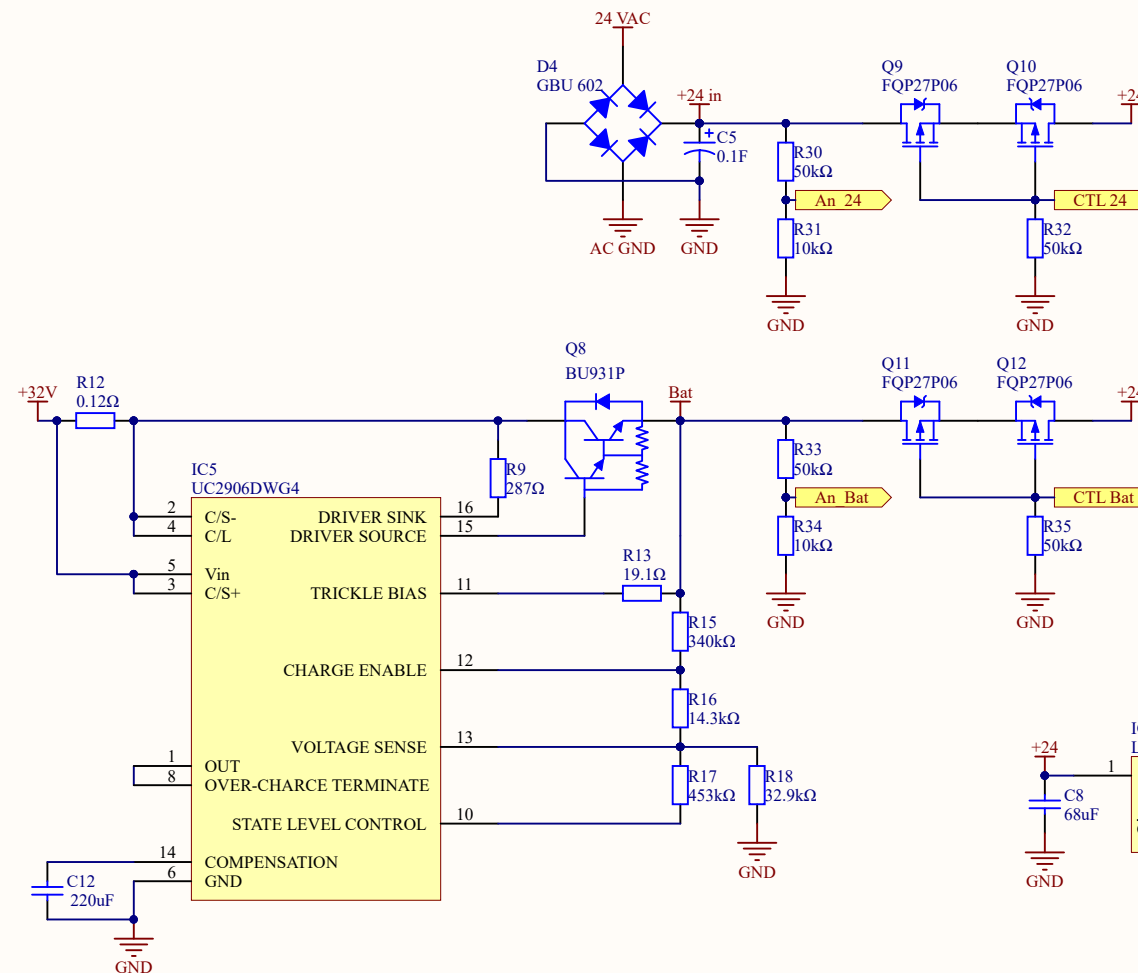 24 VAC
D4
GBU 602
+24 in
C5
0.1F
AC GND
GND
R30
50kΩ
An_24
R31
10kΩ
GND
Q9
FQP27P06
Q10
FQP27P06
+24
CTL 24
R32
50kΩ
GND
+32V
R12
0.12Ω
IC5
UC2906DWG4
R9
287Ω
Q8
BU931P
Bat
2
C/S-
4
C/L
5
Vin
3
C/S+
1
OUT
8
OVER-CHARCE TERMINATE
14
COMPENSATION
6
GND
DRIVER SINK
16
DRIVER SOURCE
15
TRICKLE BIAS
11
CHARGE ENABLE
12
VOLTAGE SENSE
13
STATE LEVEL CONTROL
10
R13
19.1Ω
R15
340kΩ
R16
14.3kΩ
R17
453kΩ
R18
32.9kΩ
GND
C12
220uF
GND
R33
50kΩ
An_Bat
R34
10kΩ
GND
Q11
FQP27P06
Q12
FQP27P06
+24
CTL Bat
R35
50kΩ
GND
+24
1
C8
68uF
GND